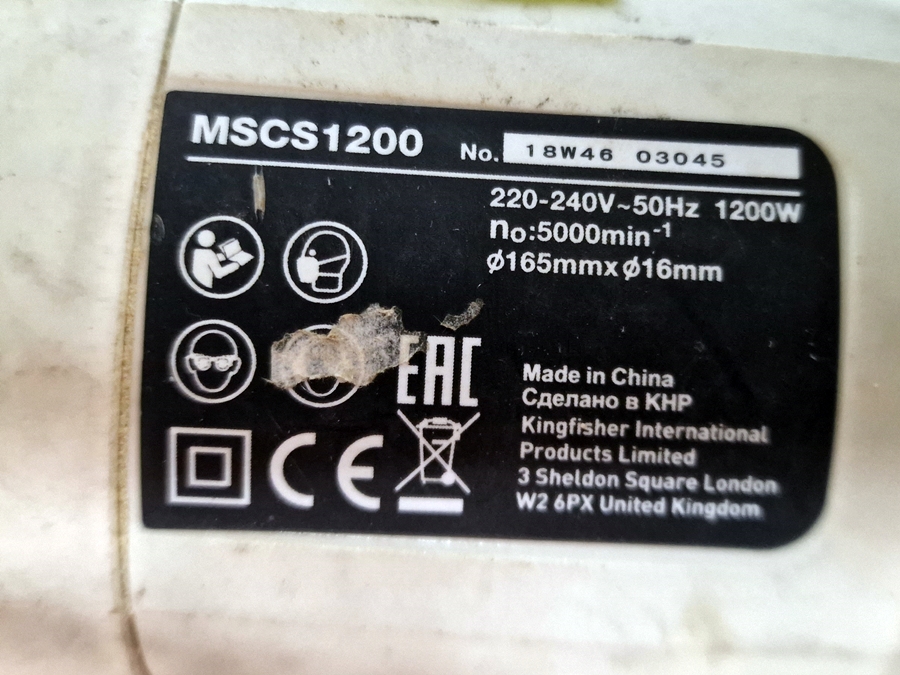 MSCS1200
No. 18W46 03045
220-240V~50Hz 1200W
no:5000min⁻¹
ø165mmxø16mm
EAC
CE
Made in China
Сделано в КНР
Kingfisher International
Products Limited
3 Sheldon Square London
W2 6PX United Kingdom